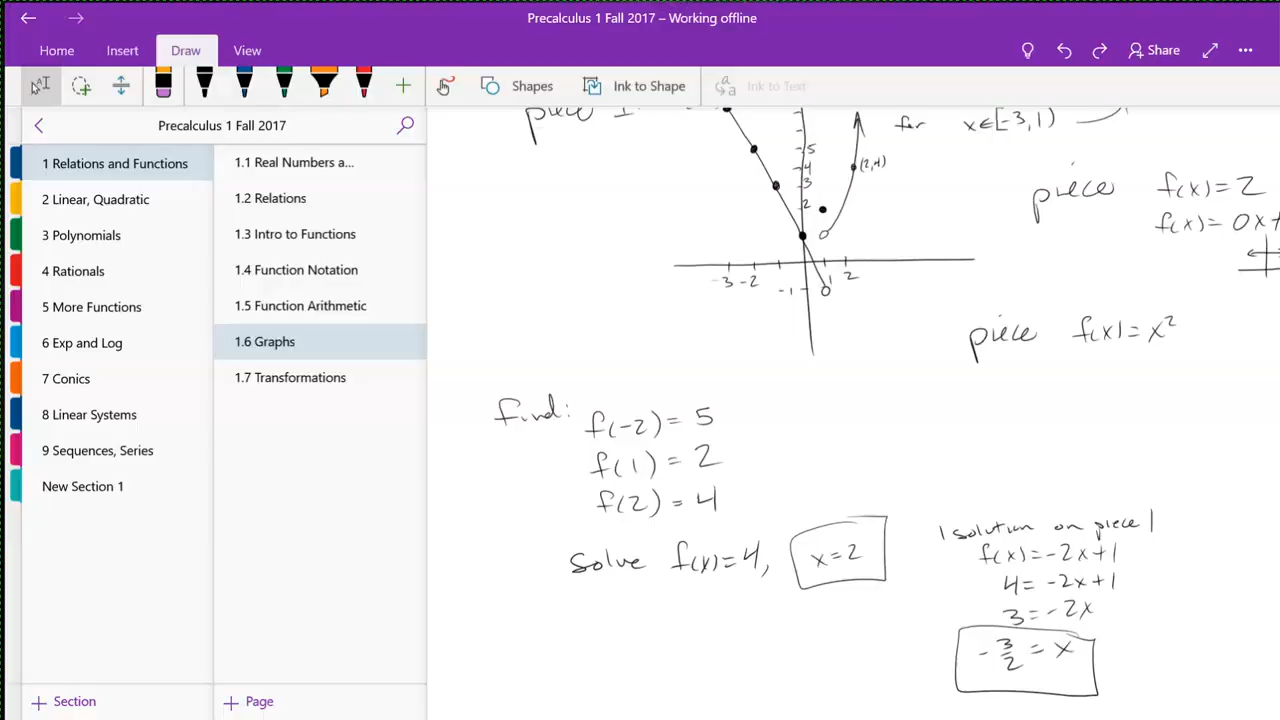 Precalculus 1 Fall 2017 – Working offline
Home Insert Draw View
Share
Shapes Ink to Shape Ink to Text
Precalculus 1 Fall 2017
1 Relations and Functions
2 Linear, Quadratic
3 Polynomials
4 Rationals
5 More Functions
6 Exp and Log
7 Conics
8 Linear Systems
9 Sequences, Series
New Section 1
+ Section
1.1 Real Numbers a...
1.2 Relations
1.3 Intro to Functions
1.4 Function Notation
1.5 Function Arithmetic
1.6 Graphs
1.7 Transformations
+ Page
piece 1
for x∈[-3,1)
5
4
3
2
(2,4)
-3 -2 1 2
-1
piece f(x)=2
f(x)=0x+
piece f(x)=x²
find: f(-2)=5
f(1)=2
f(2)=4
solve f(x)=4, x=2
1 solution on piece 1
f(x)=-2x+1
4=-2x+1
3=-2x
-3/2=x